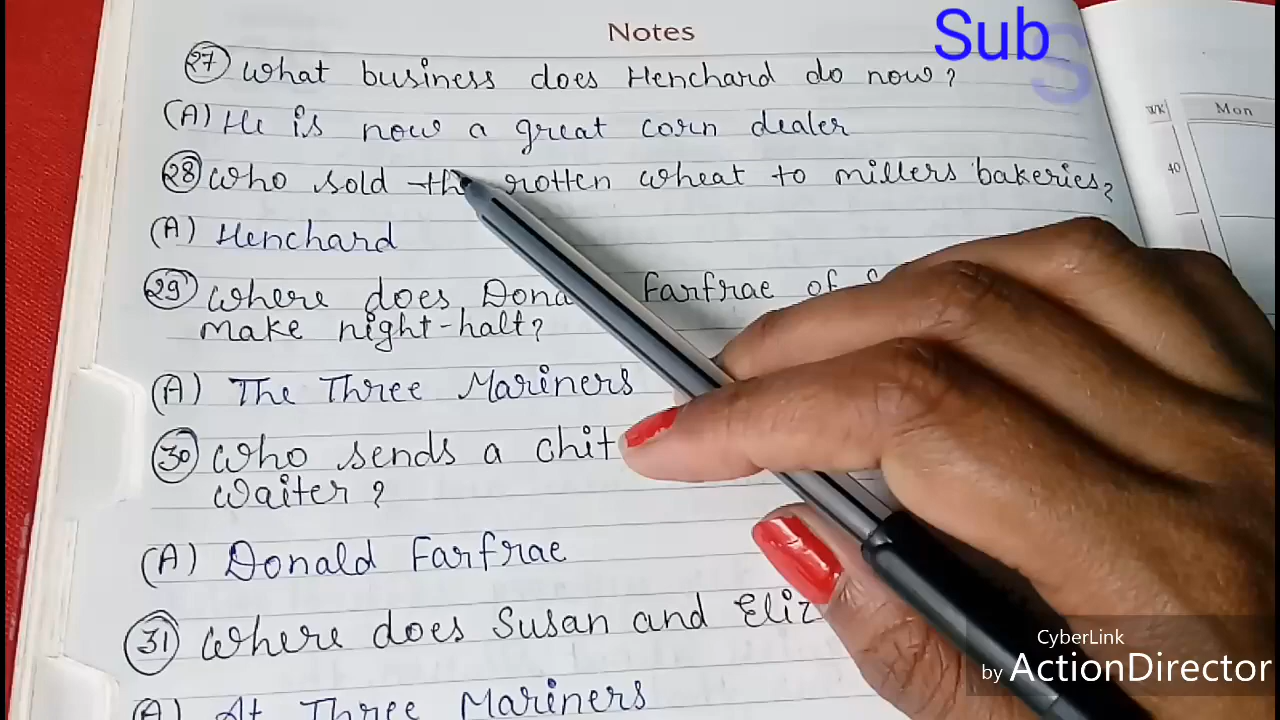 Notes
Sub
S
27 What business does Henchard do now?
(A) He is now a great corn dealer
WK Mon
28 Who sold the rotten wheat to millers bakeries?
40
(A) Henchard
29 Where does Farfrae of
make night-halt?
(A) The Three Mariners
30 Who sends a chit
waiter?
(A) Donald Farfrae
31 Where does Susan and
(A) At Three Mariners
CyberLink
by ActionDirector